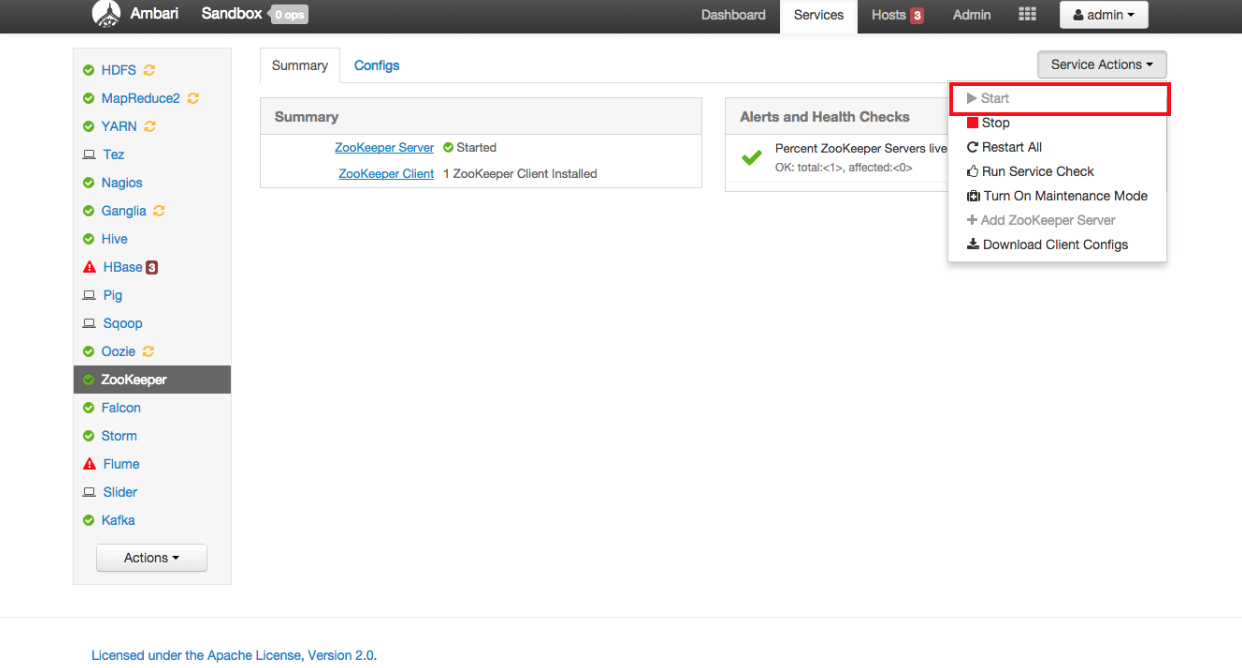 Ambari Sandbox 0 ops Dashboard Services Hosts 3 Admin admin
HDFS
MapReduce2
YARN
Tez
Nagios
Ganglia
Hive
HBase 3
Pig
Sqoop
Oozie
ZooKeeper
Falcon
Storm
Flume
Slider
Kafka
Actions
Summary Configs
Service Actions
Summary
ZooKeeper Server Started
ZooKeeper Client 1 ZooKeeper Client Installed
Alerts and Health Checks
Percent ZooKeeper Servers live
OK: total:<1>, affected:<0>
Start
Stop
Restart All
Run Service Check
Turn On Maintenance Mode
Add ZooKeeper Server
Download Client Configs
Licensed under the Apache License, Version 2.0.